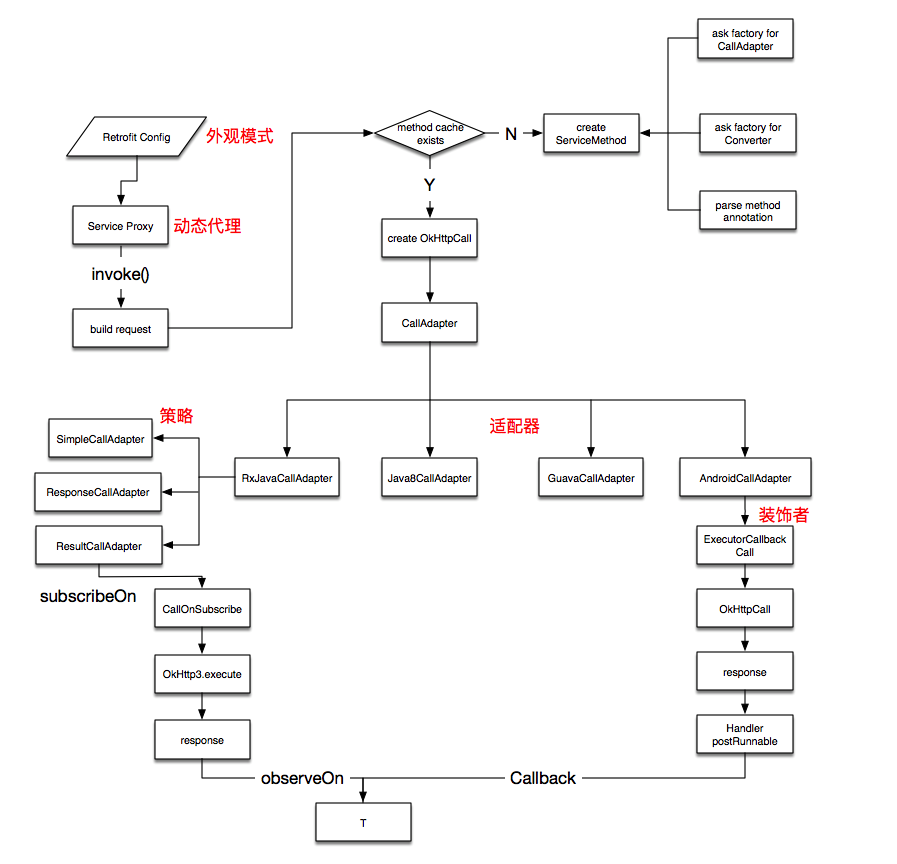 ask factory for
CallAdapter
Retrofit Config
外观模式
method cache
exists
N
create
ServiceMethod
ask factory for
Converter
Y
parse method
annotation
Service Proxy
动态代理
create OkHttpCall
invoke()
build request
CallAdapter
策略
适配器
SimpleCallAdapter
RxJavaCallAdapter
Java8CallAdapter
GuavaCallAdapter
AndroidCallAdapter
ResponseCallAdapter
装饰者
ResultCallAdapter
ExecutorCallback
Call
subscribeOn
CallOnSubscribe
OkHttpCall
OkHttp3.execute
response
response
Handler
postRunnable
observeOn
Callback
T